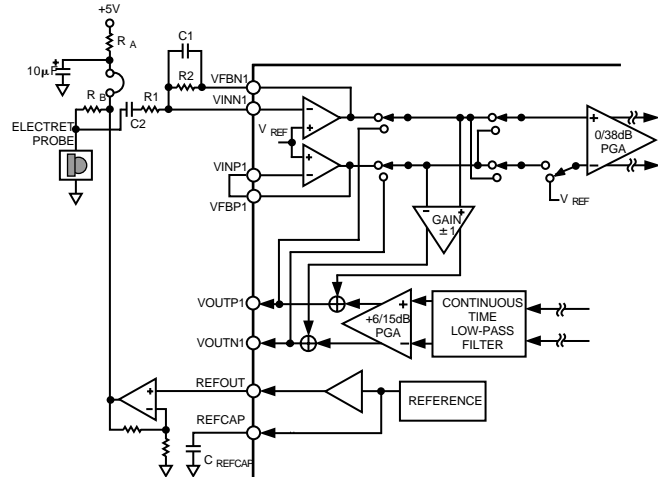 +5V
R A
10μF
R B
C1
R2
R1
C2
VFBN1
VINN1
ELECTRET
PROBE
V REF
VINP1
VFBP1
0/38dB
PGA
V REF
GAIN
±1
VOUTP1
VOUTN1
+6/15dB
PGA
CONTINUOUS
TIME
LOW-PASS
FILTER
REFOUT
REFCAP
REFERENCE
C REFCAP